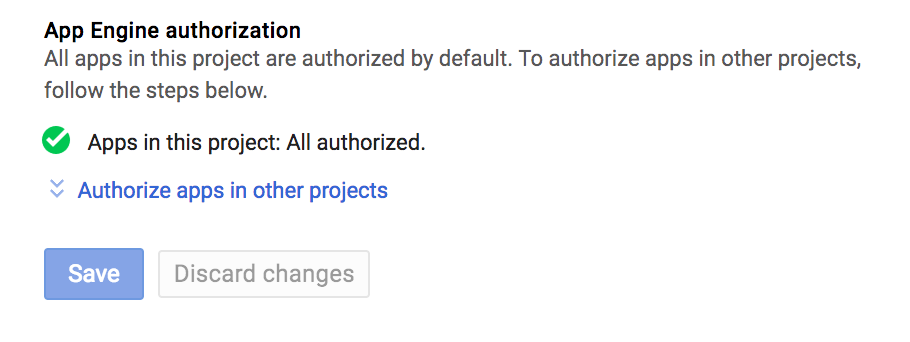 App Engine authorization
All apps in this project are authorized by default. To authorize apps in other projects,
follow the steps below.
Apps in this project: All authorized.
Authorize apps in other projects
Save Discard changes